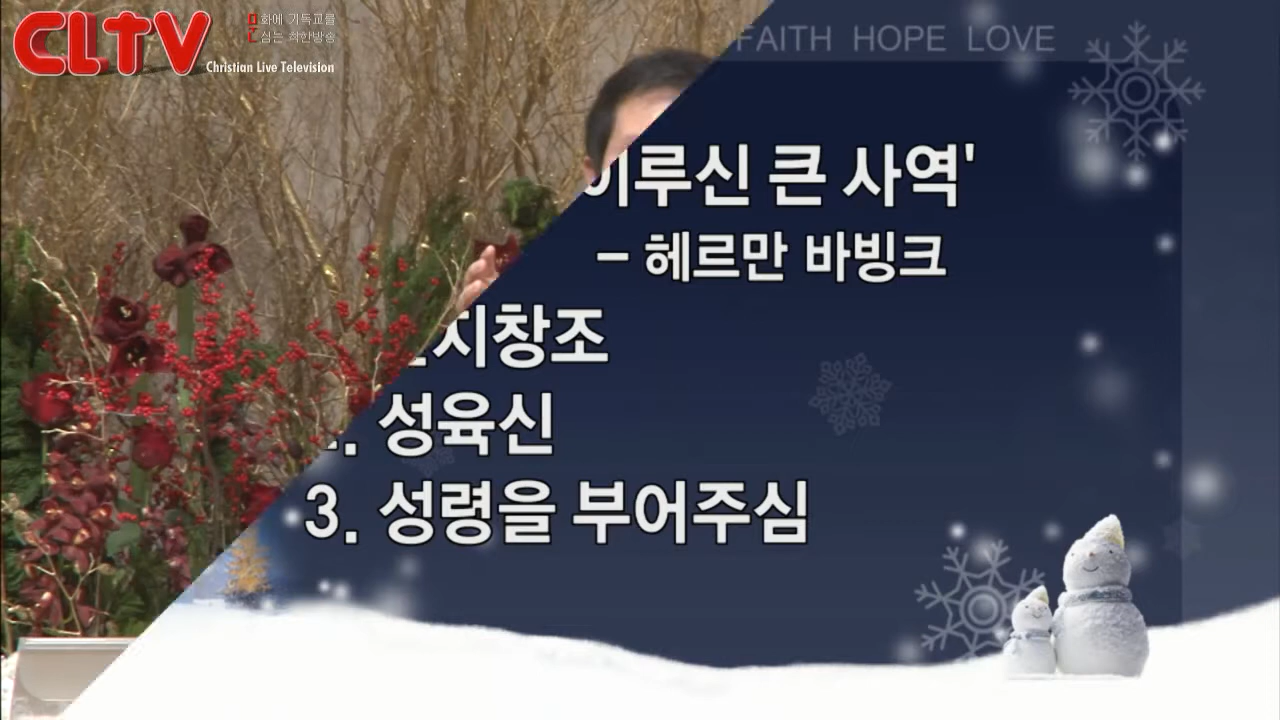 CLTV
문화에 기독교를
심는 착한방송
Christian Live Television
FAITH HOPE LOVE
이루신 큰 사역'
– 헤르만 바빙크
지창조
성육신
3. 성령을 부어주심